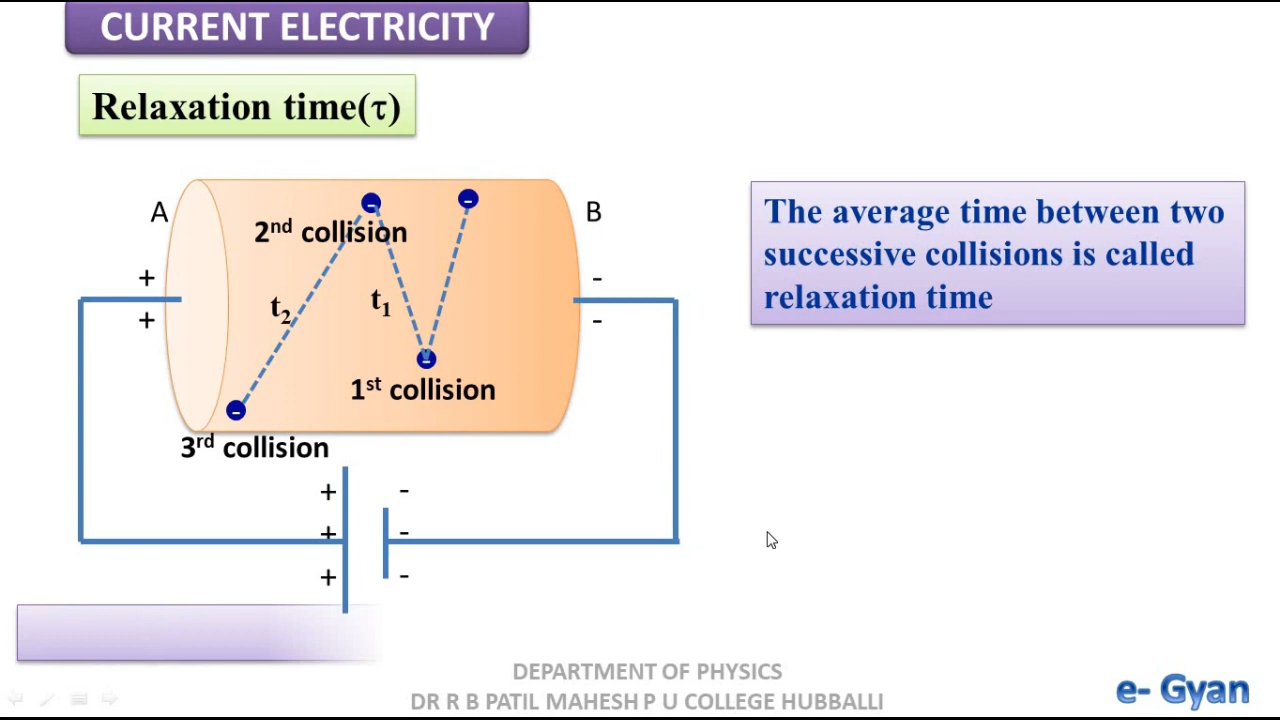 CURRENT ELECTRICITY
Relaxation time(τ)
A
B
2nd collision
The average time between two
successive collisions is called
relaxation time
+
-
t2
t1
+
-
1st collision
3rd collision
+
-
+
-
+
-
DEPARTMENT OF PHYSICS
DR R B PATIL MAHESH P U COLLEGE HUBBALLI
e- Gyan